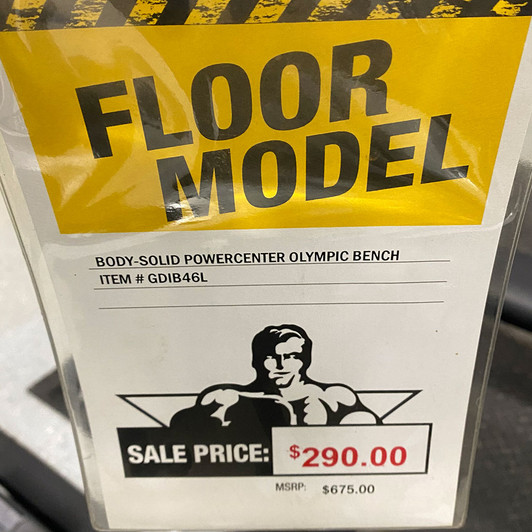 FLOOR
MODEL
BODY-SOLID POWERCENTER OLYMPIC BENCH
ITEM # GDIB46L
SALE PRICE: $290.00
MSRP: $675.00